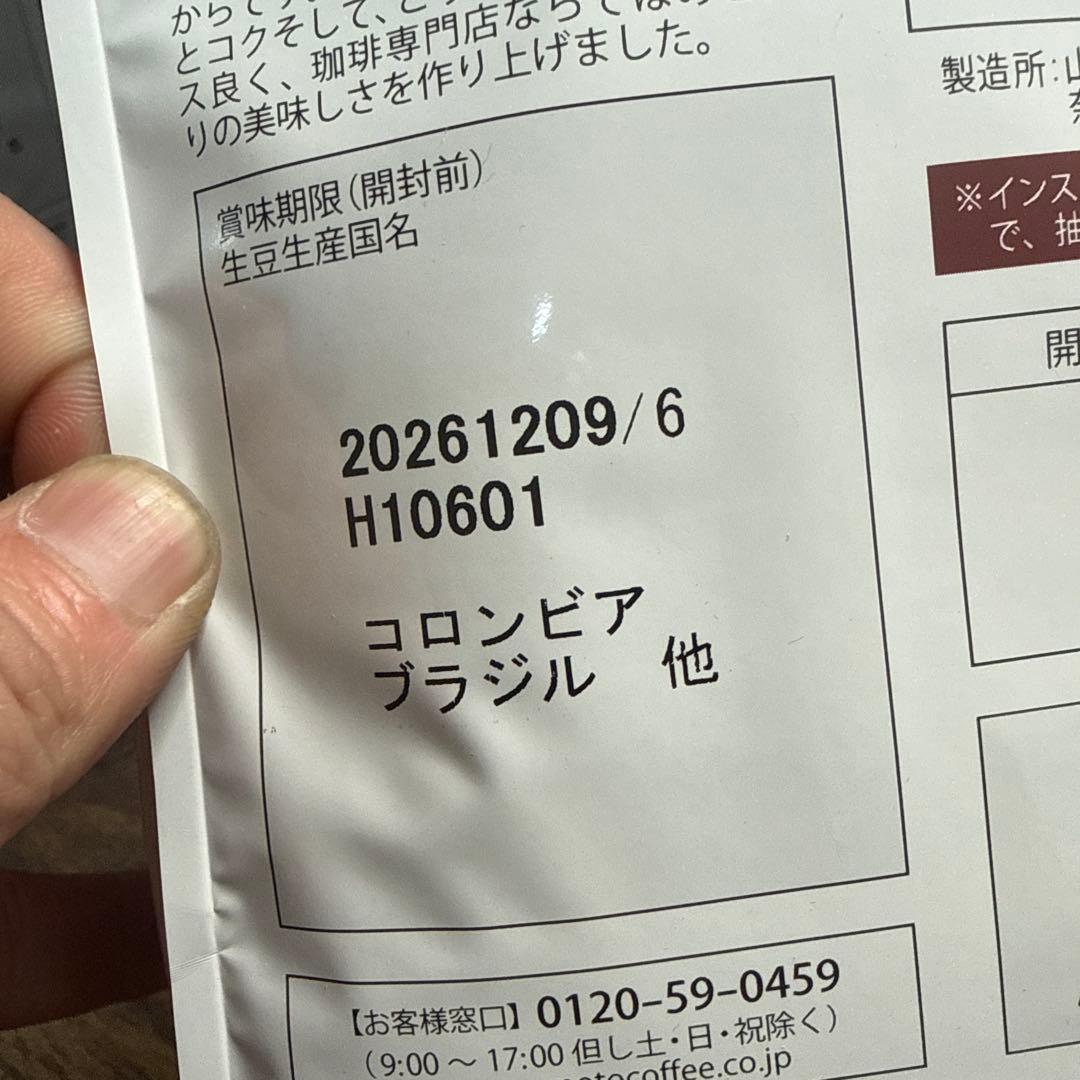 とコクそして、
ス良く、珈琲専門店ならではの
りの美味しさを作り上げました。
賞味期限(開封前)
生豆生産国名
20261209/6
H10601
コロンビア
ブラジル 他
【お客様窓口】0120-59-0459
(9:00~17:00 但し土・日・祝除く)
otocoffee.co.jp
製造所:山
※インス
で、抽
開